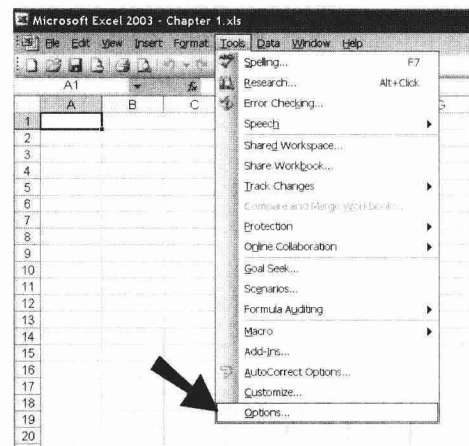 Microsoft Excel 2003 - Chapter 1.xls
File Edit View Insert Format Tools Data Window Help
A1 fx
A B C G
1
2
3
4
5
6
7
8
9
10
11
12
13
14
15
16
17
18
19
20
Spelling... F7
Research... Alt+Click
Error Checking...
Speech
Shared Workspace...
Share Workbook...
Track Changes
Compare and Merge Workbooks...
Protection
Online Collaboration
Goal Seek...
Scenarios...
Formula Auditing
Macro
Add-Ins...
AutoCorrect Options...
Customize...
Options...